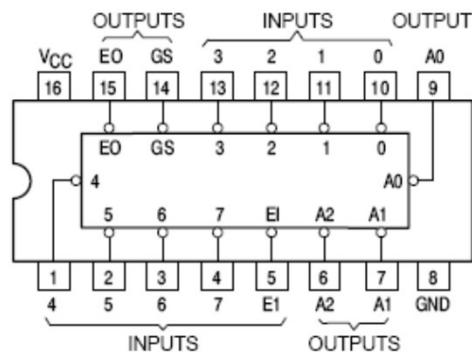 OUTPUTS INPUTS OUTPUT
VCC EO GS 3 2 1 0 A0
16 15 14 13 12 11 10 9
EO GS 3 2 1 0
4 A0
5 6 7 EI A2 A1
1 2 3 4 5 6 7 8
4 5 6 7 E1 A2 A1 GND
INPUTS OUTPUTS